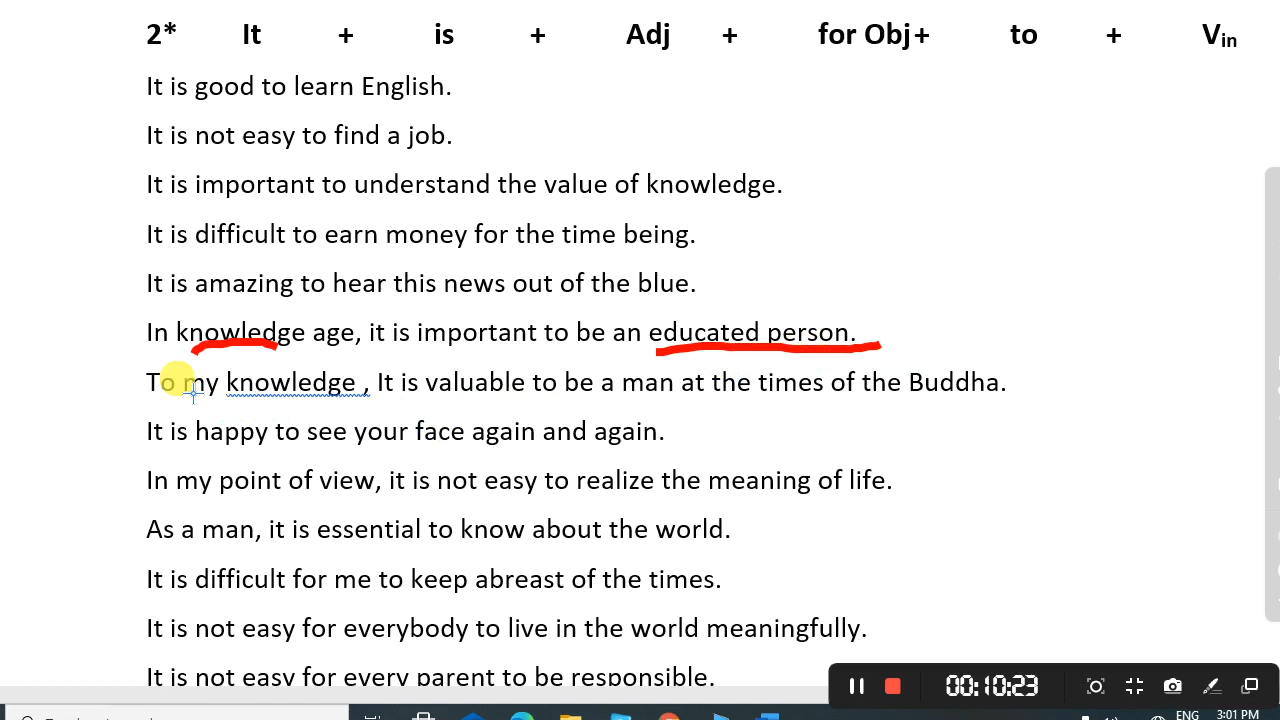 2* It + is + Adj + for Obj+ to + Vin
It is good to learn English.
It is not easy to find a job.
It is important to understand the value of knowledge.
It is difficult to earn money for the time being.
It is amazing to hear this news out of the blue.
In knowledge age, it is important to be an educated person.
To my knowledge , It is valuable to be a man at the times of the Buddha.
It is happy to see your face again and again.
In my point of view, it is not easy to realize the meaning of life.
As a man, it is essential to know about the world.
It is difficult for me to keep abreast of the times.
It is not easy for everybody to live in the world meaningfully.
It is not easy for every parent to be responsible.
00:10:23
ENG 3:01 PM